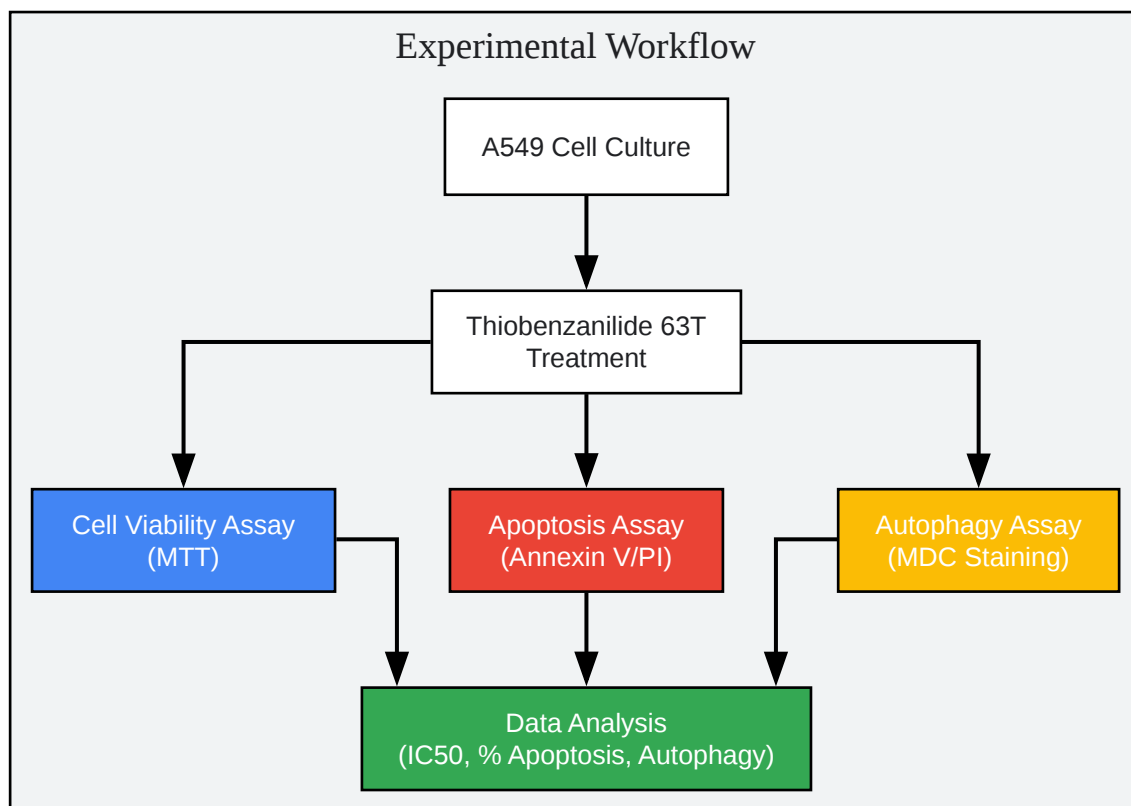 Experimental Workflow
A549 Cell Culture
Thiobenzanilide 63T
Treatment
Cell Viability Assay
(MTT)
Apoptosis Assay
(Annexin V/PI)
Autophagy Assay
(MDC Staining)
Data Analysis
(IC50, % Apoptosis, Autophagy)